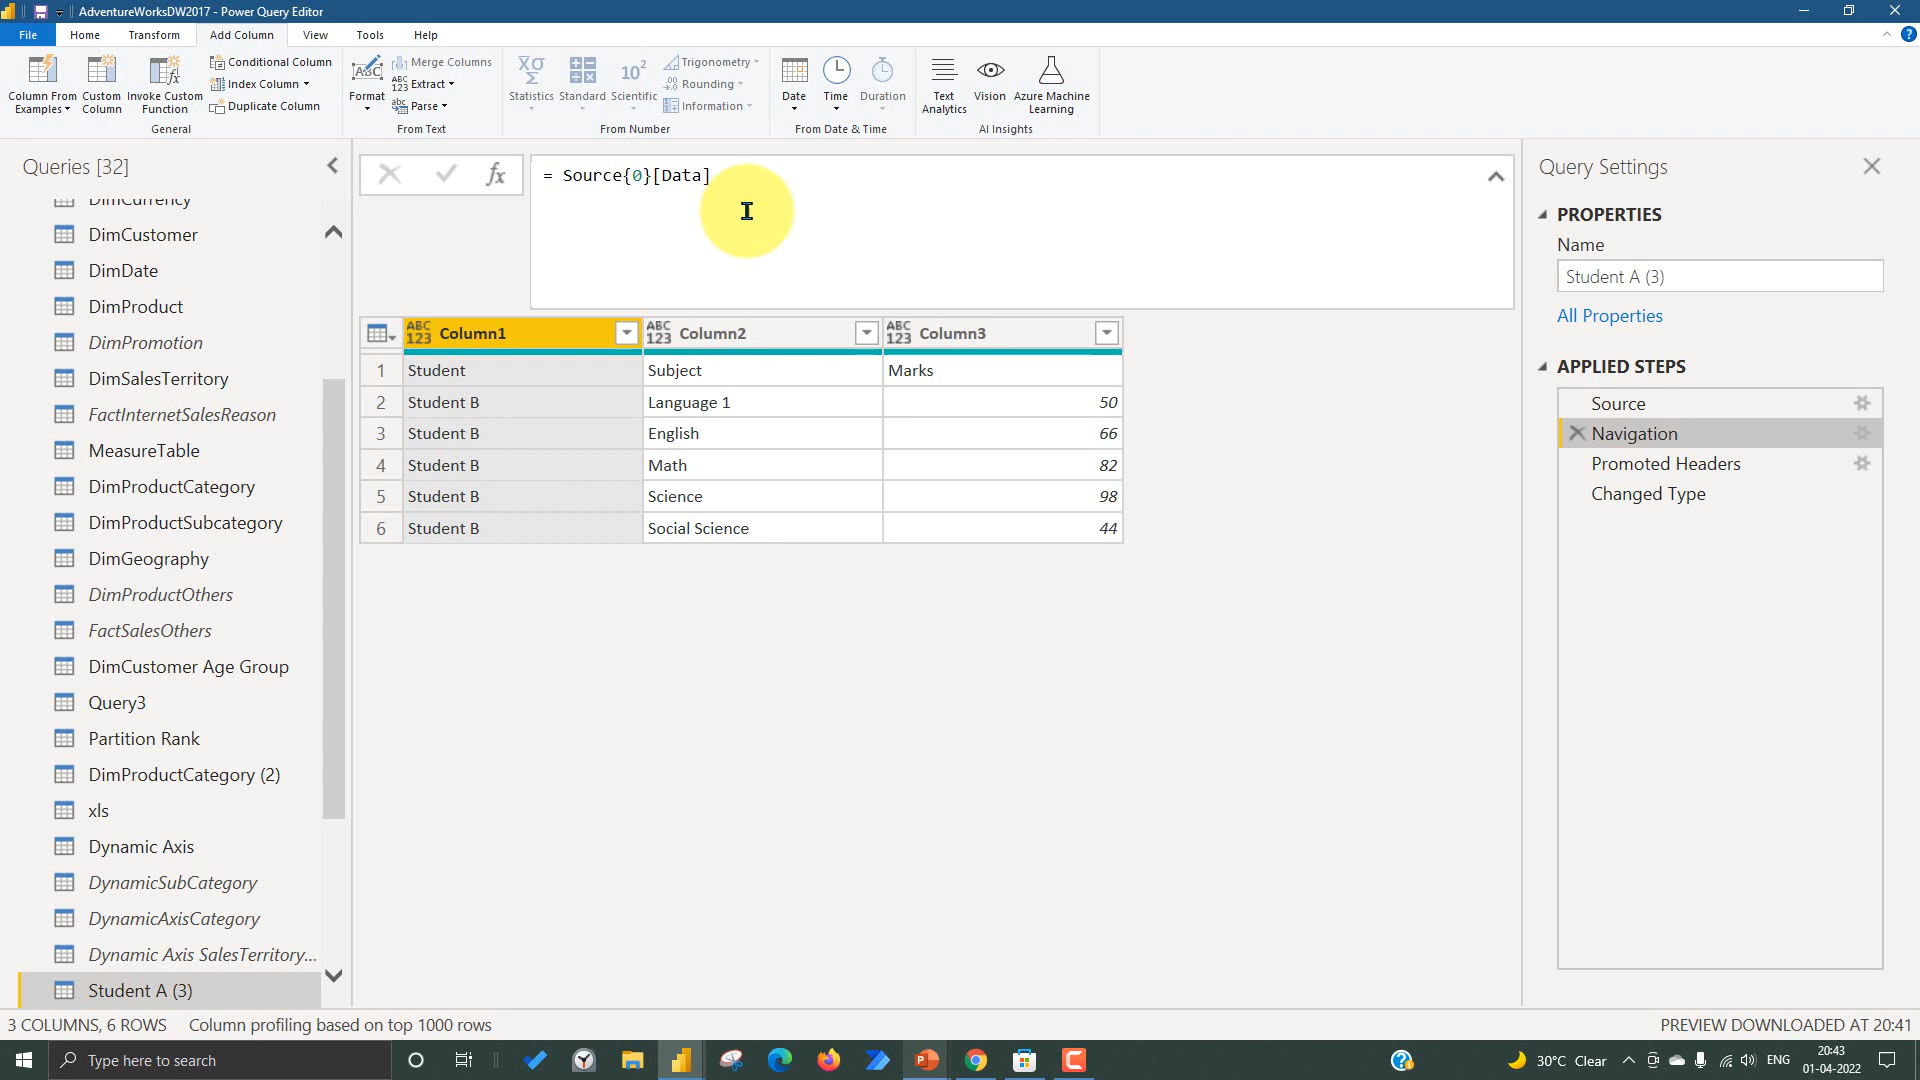 AdventureWorksDW2017 - Power Query Editor
File Home Transform Add Column View Tools Help
Column From Examples
Custom Column
Invoke Custom Function
Conditional Column
Index Column
Duplicate Column
General
Format
Merge Columns
Extract
Parse
From Text
Statistics
Standard
Scientific
Trigonometry
Rounding
Information
From Number
Date
Time
Duration
From Date & Time
Text Analytics
Vision
Azure Machine Learning
AI Insights
Queries [32]
DimCurrency
DimCustomer
DimDate
DimProduct
DimPromotion
DimSalesTerritory
FactInternetSalesReason
MeasureTable
DimProductCategory
DimProductSubcategory
DimGeography
DimProductOthers
FactSalesOthers
DimCustomer Age Group
Query3
Partition Rank
DimProductCategory (2)
xls
Dynamic Axis
DynamicSubCategory
DynamicAxisCategory
Dynamic Axis SalesTerritory...
Student A (3)
fx
= Source{0}[Data]
ABC 123 Column1 ABC 123 Column2 ABC 123 Column3
1 Student Subject Marks
2 Student B Language 1 50
3 Student B English 66
4 Student B Math 82
5 Student B Science 98
6 Student B Social Science 44
Query Settings
PROPERTIES
Name
Student A (3)
All Properties
APPLIED STEPS
Source
Navigation
Promoted Headers
Changed Type
3 COLUMNS, 6 ROWS Column profiling based on top 1000 rows
PREVIEW DOWNLOADED AT 20:41
Type here to search
30°C Clear
ENG
20:43
01-04-2022